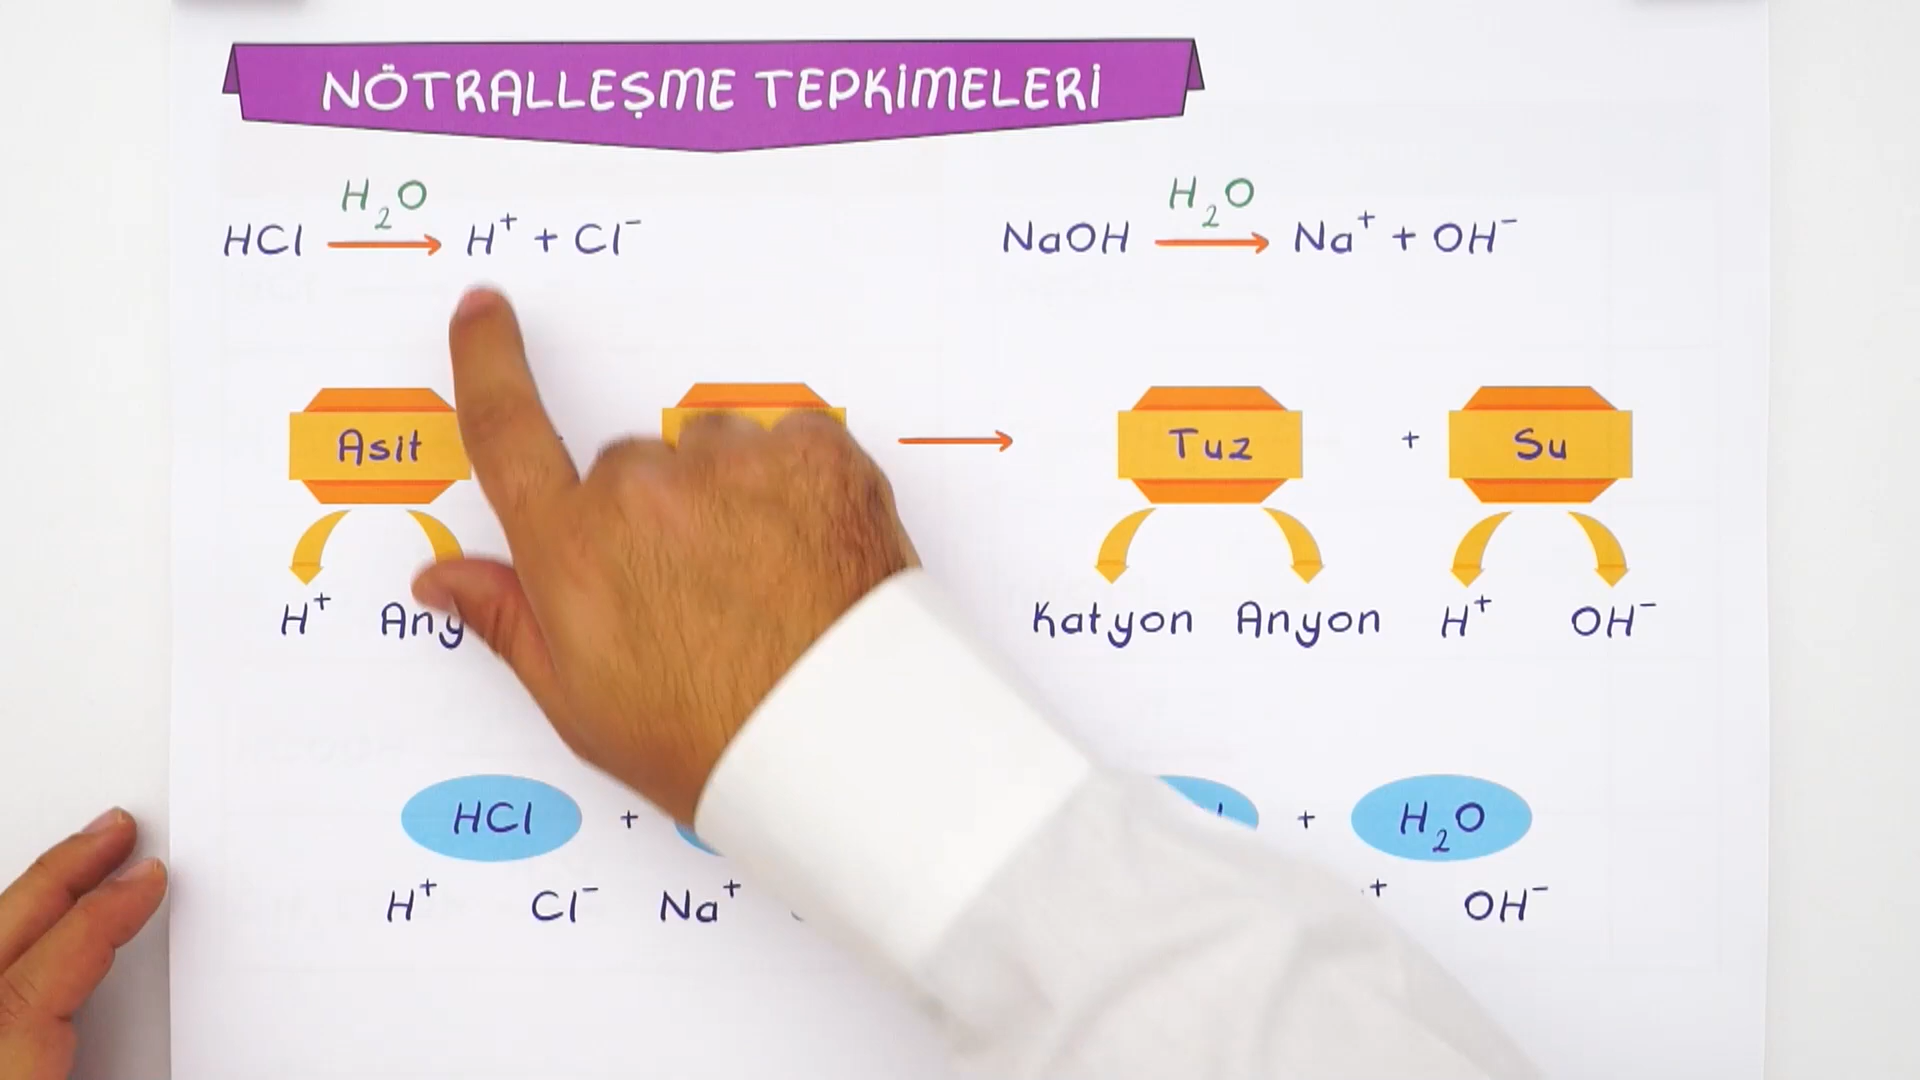 NÖTRALLEŞME TEPKİMELERİ
HCl H₂O→ H⁺ + Cl⁻ NaOH H₂O→ Na⁺ + OH⁻
Asit → Tuz + Su
H⁺ Katyon Anyon H⁺ OH⁻
HCl + + H₂O
H⁺ Cl⁻ Na⁺ OH⁻